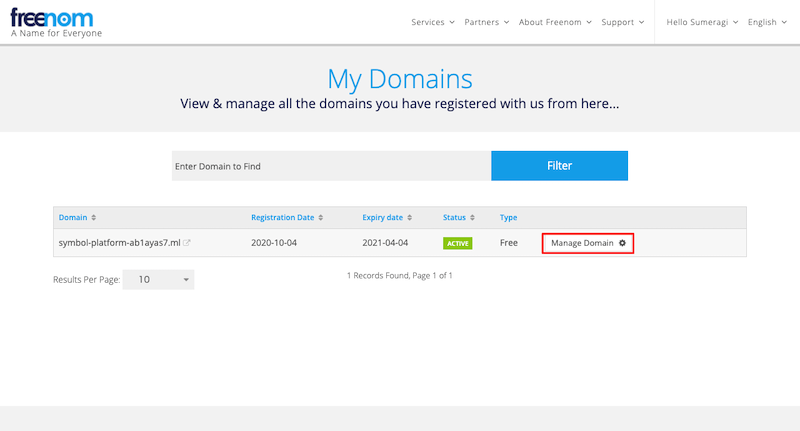 freenom
A Name for Everyone
Services Partners About Freenom Support Hello Sumeragi English
My Domains
View & manage all the domains you have registered with us from here...
Enter Domain to Find Filter
Domain Registration Date Expiry date Status Type
symbol-platform-ab1ayas7.ml 2020-10-04 2021-04-04 ACTIVE Free Manage Domain
Results Per Page: 10 1 Records Found, Page 1 of 1